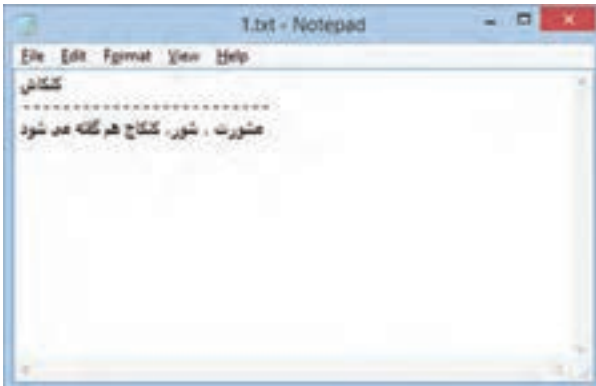 1.txt - Notepad
File Edit Format View Help
کنکاش
--------------------------
مشورت ، شور، کنکاج هم گفته می شود